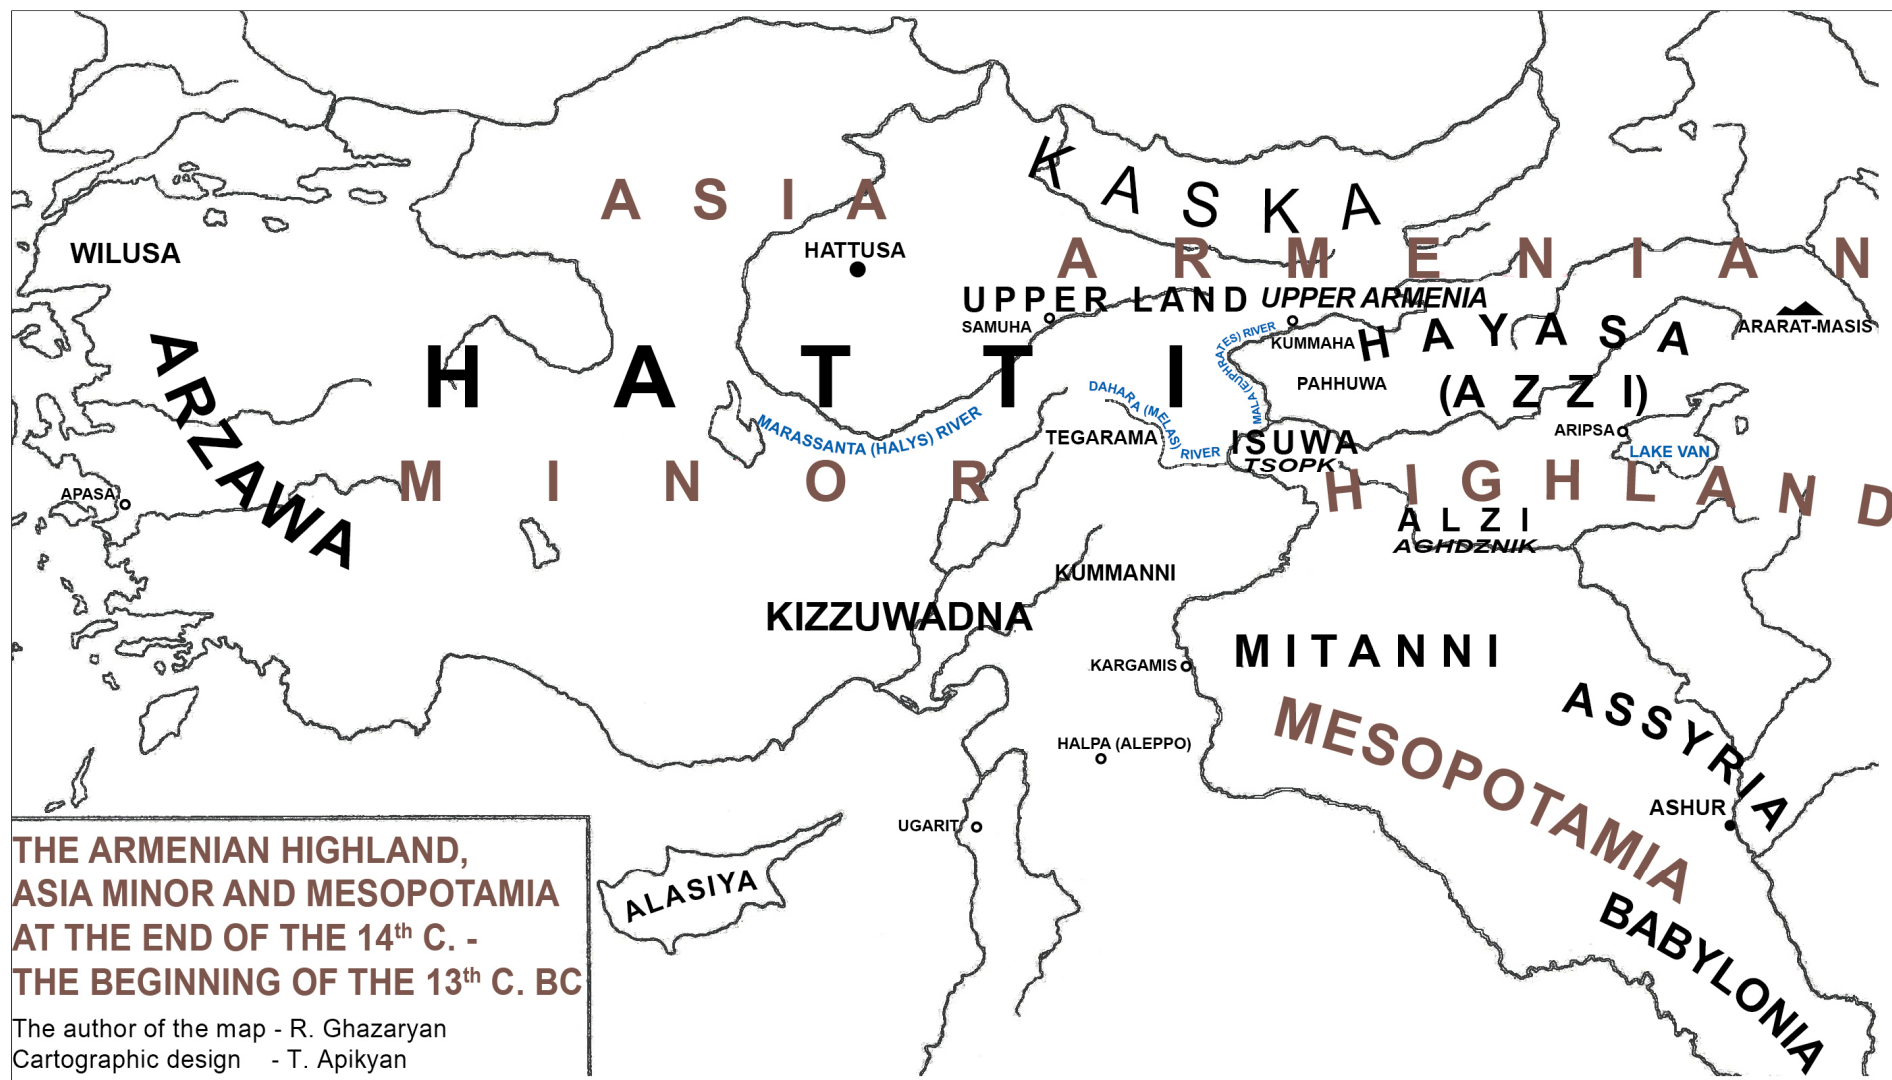 KASKA
ASIA
ARMENIAN
WILUSA
HATTUSA
UPPER LAND
UPPER ARMENIA
SAMUHA
MALA (EUPHRATES) RIVER
KUMMAHA
HAYASA
ARARAT-MASIS
ARZAWA
HATTI
PAHHUWA
(AZZI)
DAHARA (MELAS) RIVER
MARASSANTA (HALYS) RIVER
TEGARAMA
ISUWA
TSOPK
ARIPSA
LAKE VAN
MINOR
HIGHLAND
APASA
ALZI
AGHDZNIK
KUMMANNI
KIZZUWADNA
MITANNI
KARGAMIS
ASSYRIA
MESOPOTAMIA
HALPA (ALEPPO)
ASHUR
UGARIT
ALASIYA
BABYLONIA
THE ARMENIAN HIGHLAND,
ASIA MINOR AND MESOPOTAMIA
AT THE END OF THE 14th C. -
THE BEGINNING OF THE 13th C. BC
The author of the map - R. Ghazaryan
Cartographic design - T. Apikyan